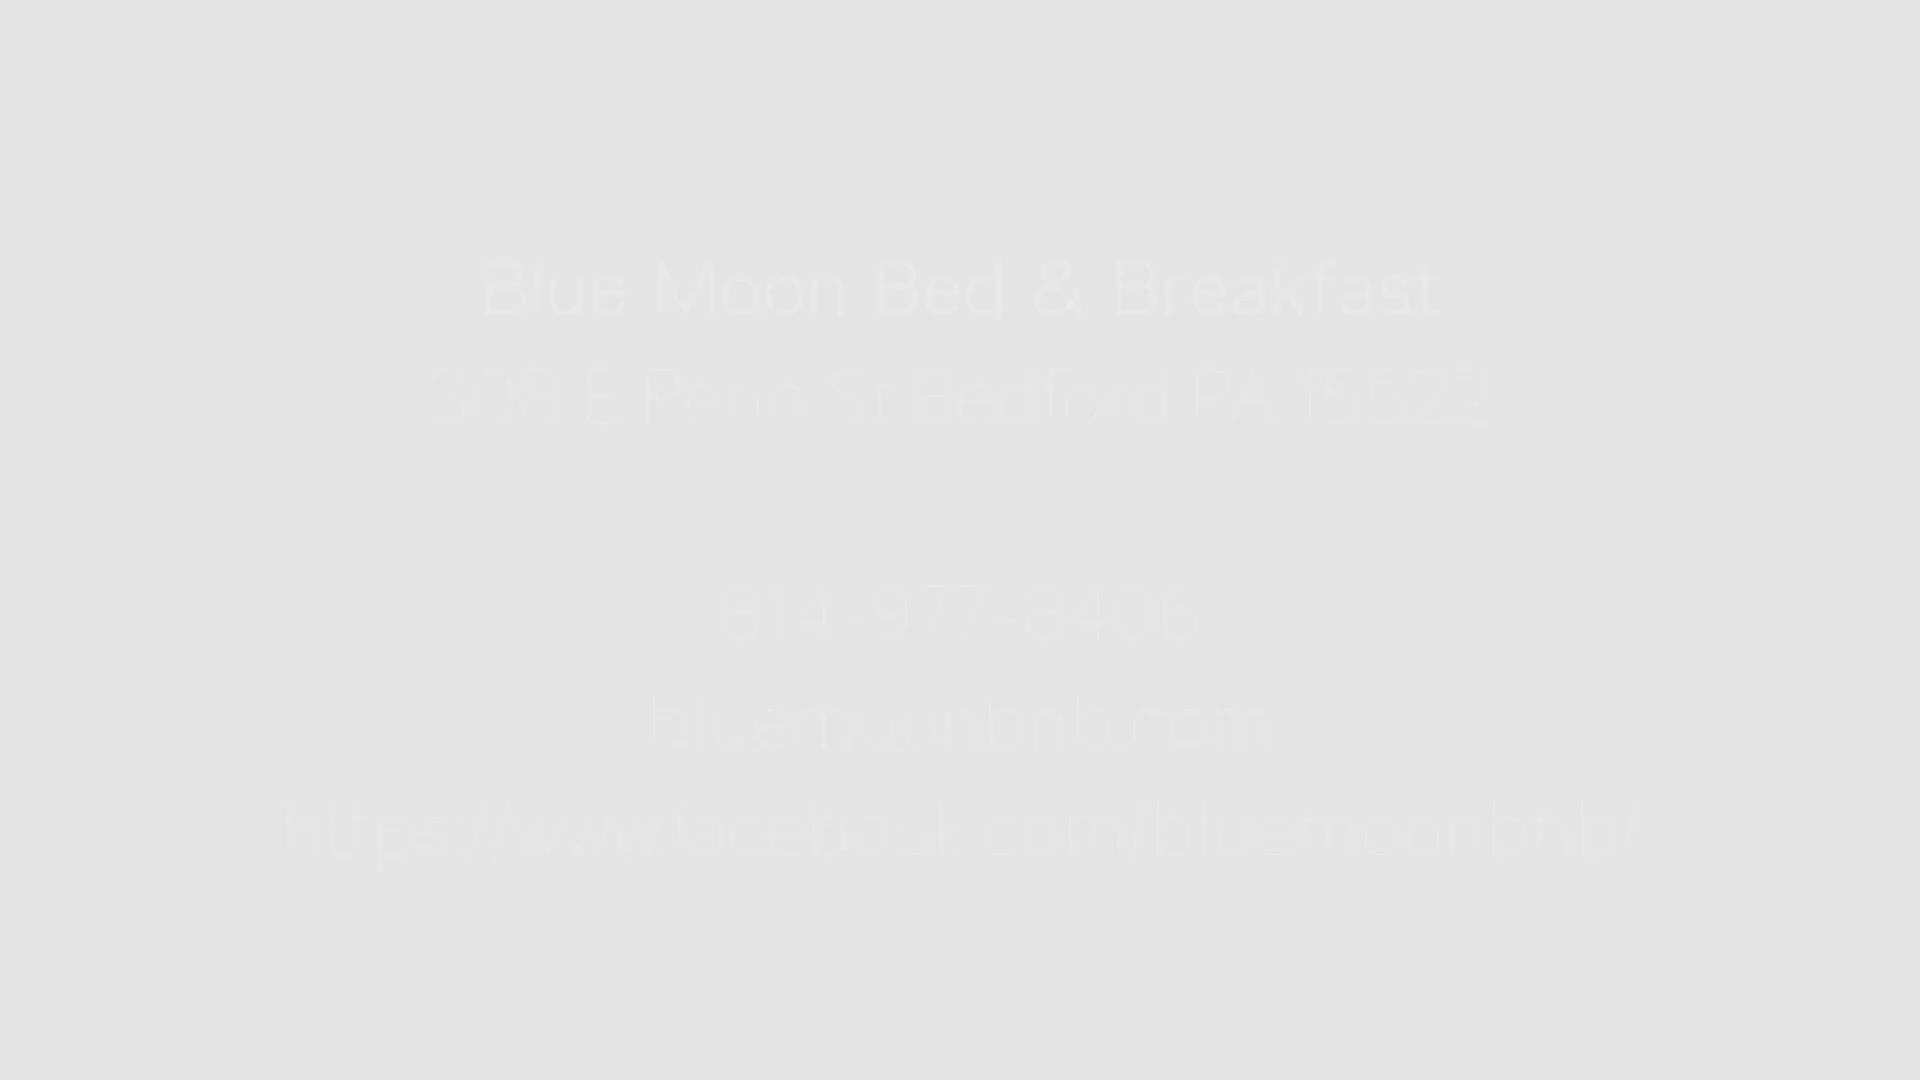 Blue Moon Bed & Breakfast
308 E Penn St Bedford PA 15522
814-977-8406
bluemoonbnb.com
https://www.facebook.com/bluemoonbnb/